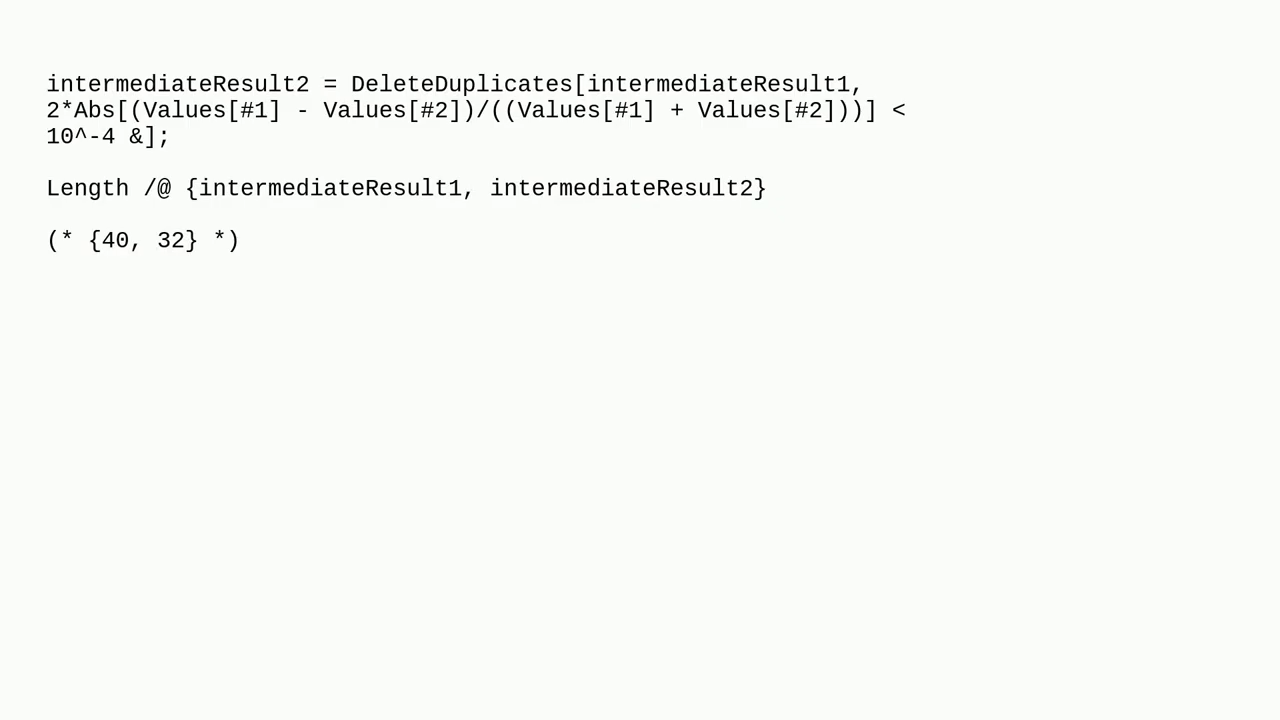 intermediateResult2 = DeleteDuplicates[intermediateResult1,
2*Abs[(Values[#1] - Values[#2])/((Values[#1] + Values[#2]))] <
10^-4 &];
Length /@ {intermediateResult1, intermediateResult2}
(* {40, 32} *)